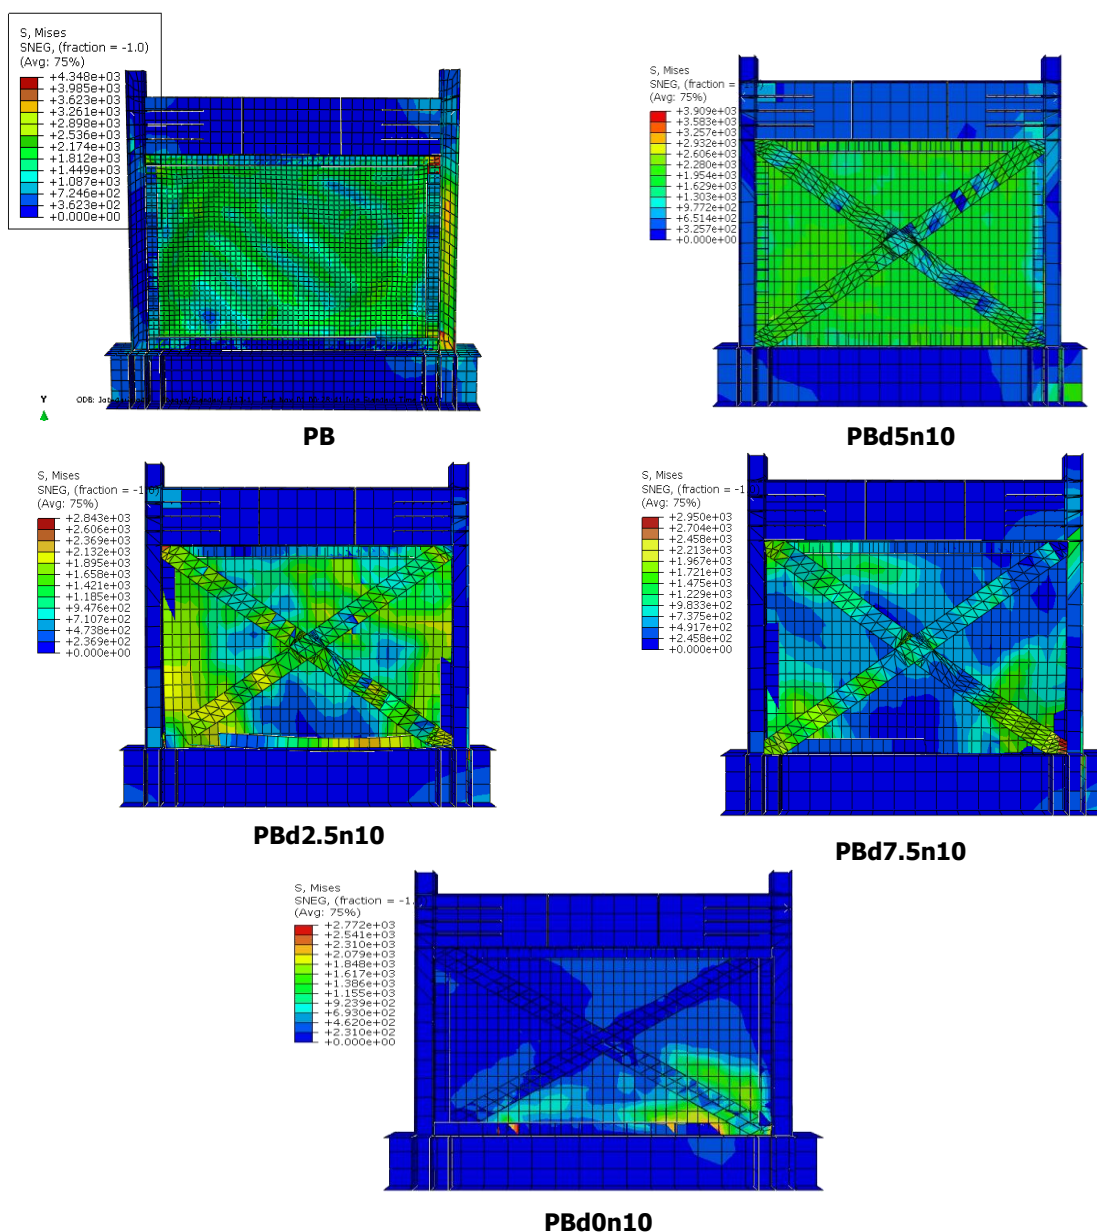 S, Mises
SNEG, (fraction = -1.0)
(Avg: 75%)
+4.348e+03
+3.985e+03
+3.623e+03
+3.261e+03
+2.898e+03
+2.536e+03
+2.174e+03
+1.812e+03
+1.449e+03
+1.087e+03
+7.246e+02
+3.623e+02
+0.000e+00
Y
ODB: Job
PB
S, Mises
SNEG, (fraction =
(Avg: 75%)
+3.909e+03
+3.583e+03
+3.257e+03
+2.932e+03
+2.606e+03
+2.280e+03
+1.954e+03
+1.629e+03
+1.303e+03
+9.772e+02
+6.514e+02
+3.257e+02
+0.000e+00
PBd5n10
S, Mises
SNEG, (fraction = -1.0)
(Avg: 75%)
+2.843e+03
+2.606e+03
+2.369e+03
+2.132e+03
+1.895e+03
+1.658e+03
+1.421e+03
+1.185e+03
+9.476e+02
+7.107e+02
+4.738e+02
+2.369e+02
+0.000e+00
PBd2.5n10
S, Mises
SNEG, (fraction = -1.
(Avg: 75%)
+2.950e+03
+2.704e+03
+2.458e+03
+2.213e+03
+1.967e+03
+1.721e+03
+1.475e+03
+1.229e+03
+9.833e+02
+7.375e+02
+4.917e+02
+2.458e+02
+0.000e+00
PBd7.5n10
S, Mises
SNEG, (fraction = -1.
(Avg: 75%)
+2.772e+03
+2.541e+03
+2.310e+03
+2.079e+03
+1.848e+03
+1.617e+03
+1.386e+03
+1.155e+03
+9.239e+02
+6.930e+02
+4.620e+02
+2.310e+02
+0.000e+00
PBd0n10